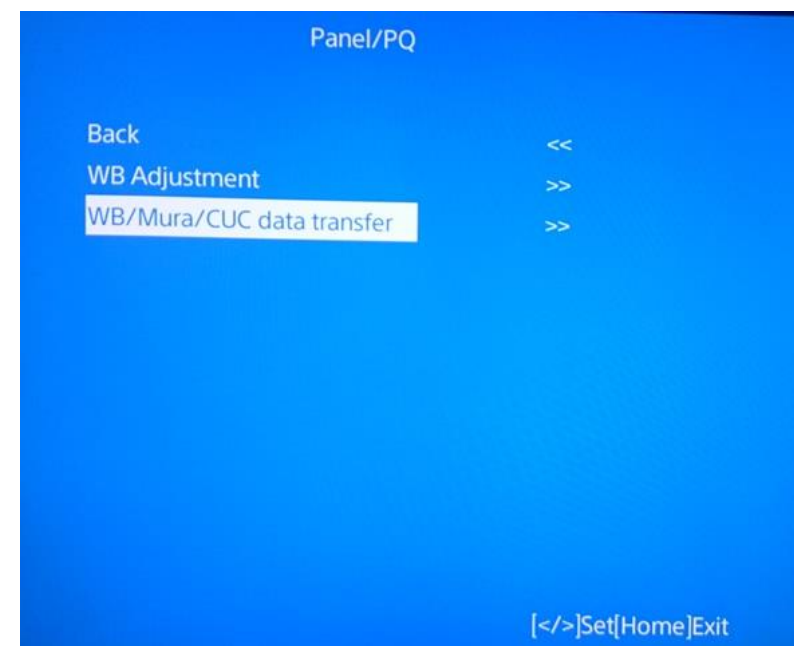 Panel/PQ
Back <<
WB Adjustment >>
WB/Mura/CUC data transfer >>
[</>]Set[Home]Exit